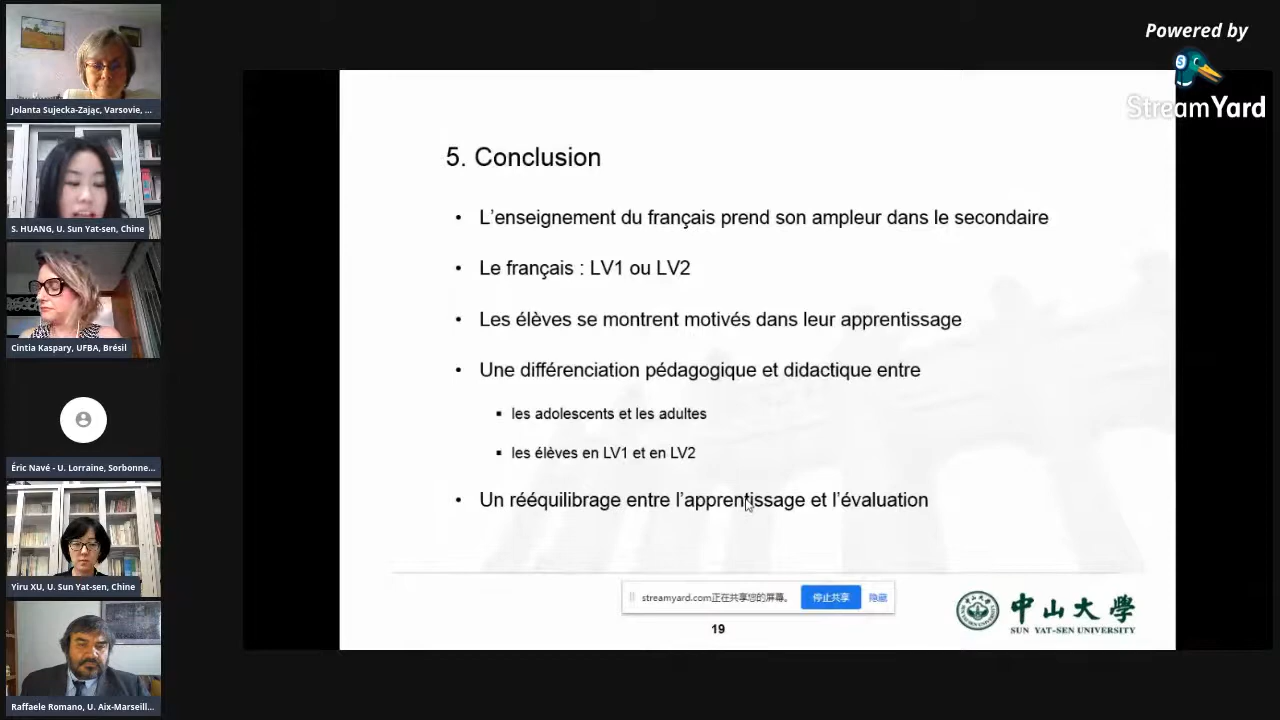 Powered by
StreamYard
Jolanta Sujecka-Zając, Varsovie, ...
S. HUANG, U. Sun Yat-sen, Chine
Cintia Kaspary, UFBA, Brésil
Éric Navé - U. Lorraine, Sorbonne...
Yiru XU, U. Sun Yat-sen, Chine
Raffaele Romano, U. Aix-Marseill...
5. Conclusion
• L’enseignement du français prend son ampleur dans le secondaire
• Le français : LV1 ou LV2
• Les élèves se montrent motivés dans leur apprentissage
• Une différenciation pédagogique et didactique entre
▪ les adolescents et les adultes
▪ les élèves en LV1 et en LV2
• Un rééquilibrage entre l’apprentissage et l’évaluation
streamyard.com正在共享您的屏幕。 停止共享 隐藏
19
中山大學
SUN YAT-SEN UNIVERSITY